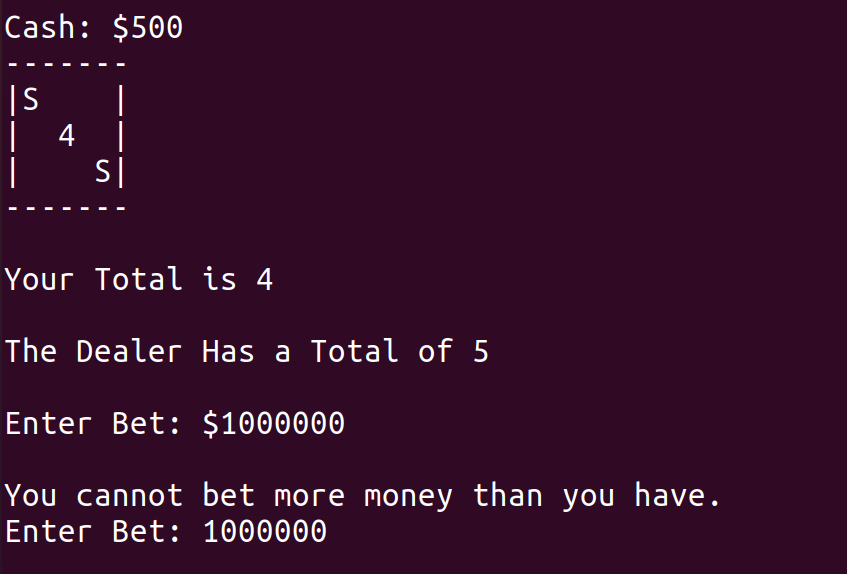 Cash: $500
-------
|S    |
|  4  |
|    S|
-------
Your Total is 4
The Dealer Has a Total of 5
Enter Bet: $1000000
You cannot bet more money than you have.
Enter Bet: 1000000